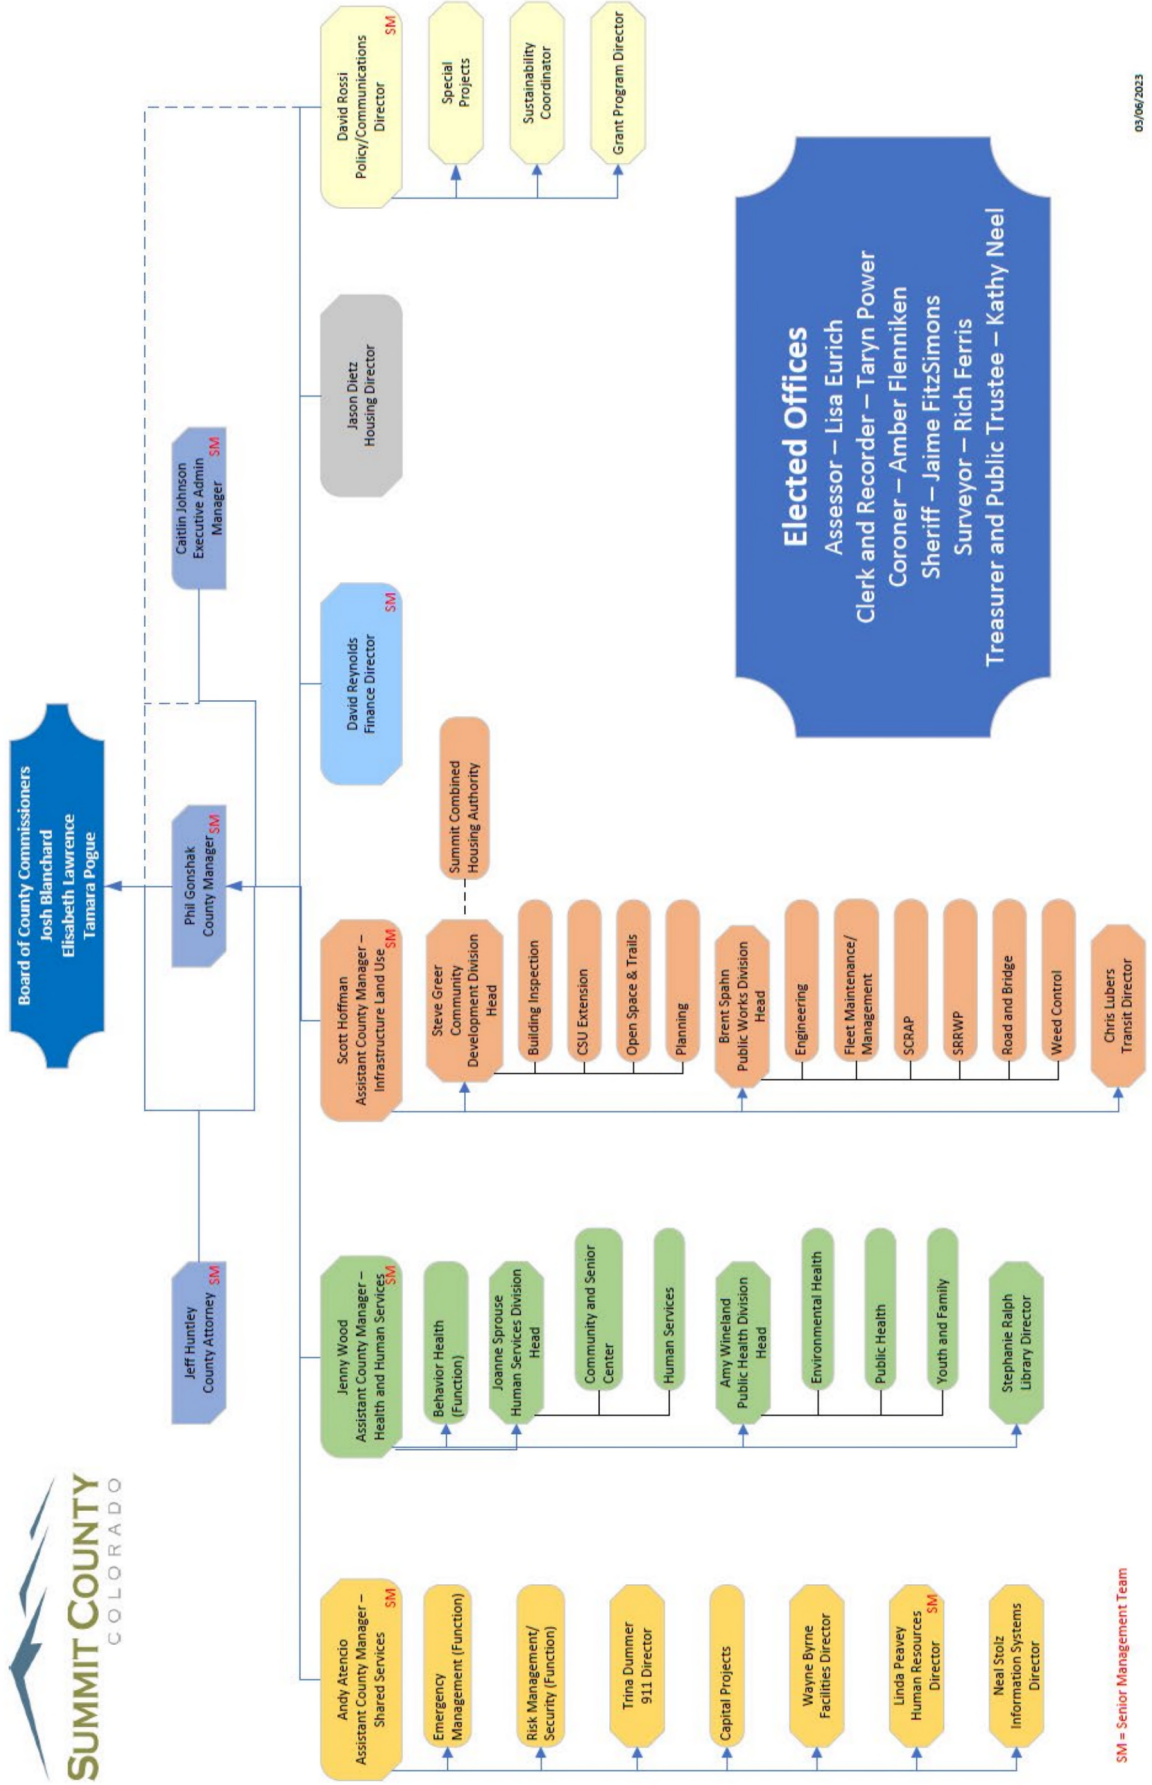 SUMMIT COUNTY
COLORADO
Board of County Commissioners
Josh Blanchard
Elisabeth Lawrence
Tamara Pogue
Jeff Huntley
County Attorney
SM
Phil Gonshak
County Manager
SM
Caitlin Johnson
Executive Admin
Manager
SM
Andy Atencio
Assistant County Manager –
Shared Services
SM
Emergency
Management (Function)
Risk Management/
Security (Function)
Trina Dummer
911 Director
Capital Projects
Wayne Byrne
Facilities Director
Linda Peavey
Human Resources
Director
SM
Neal Stolz
Information Systems
Director
Jenny Wood
Assistant County Manager –
Health and Human Services
SM
Behavior Health
(Function)
Joanne Sprouse
Human Services Division
Head
Community and Senior
Center
Human Services
Amy Wineland
Public Health Division
Head
Environmental Health
Public Health
Youth and Family
Stephanie Ralph
Library Director
Scott Hoffman
Assistant County Manager –
Infrastructure Land Use
SM
Steve Greer
Community
Development Division
Head
Summit Combined
Housing Authority
Building Inspection
CSU Extension
Open Space & Trails
Planning
Brent Spahn
Public Works Division
Head
Engineering
Fleet Maintenance/
Management
SCRAP
SRRWP
Road and Bridge
Weed Control
Chris Lubers
Transit Director
David Reynolds
Finance Director
SM
Jason Dietz
Housing Director
David Rossi
Policy/Communications
Director
SM
Special
Projects
Sustainability
Coordinator
Grant Program Director
Elected Offices
Assessor – Lisa Eurich
Clerk and Recorder – Taryn Power
Coroner – Amber Flenniken
Sheriff – Jaime FitzSimons
Surveyor – Rich Ferris
Treasurer and Public Trustee – Kathy Neel
SM = Senior Management Team
03/06/2023